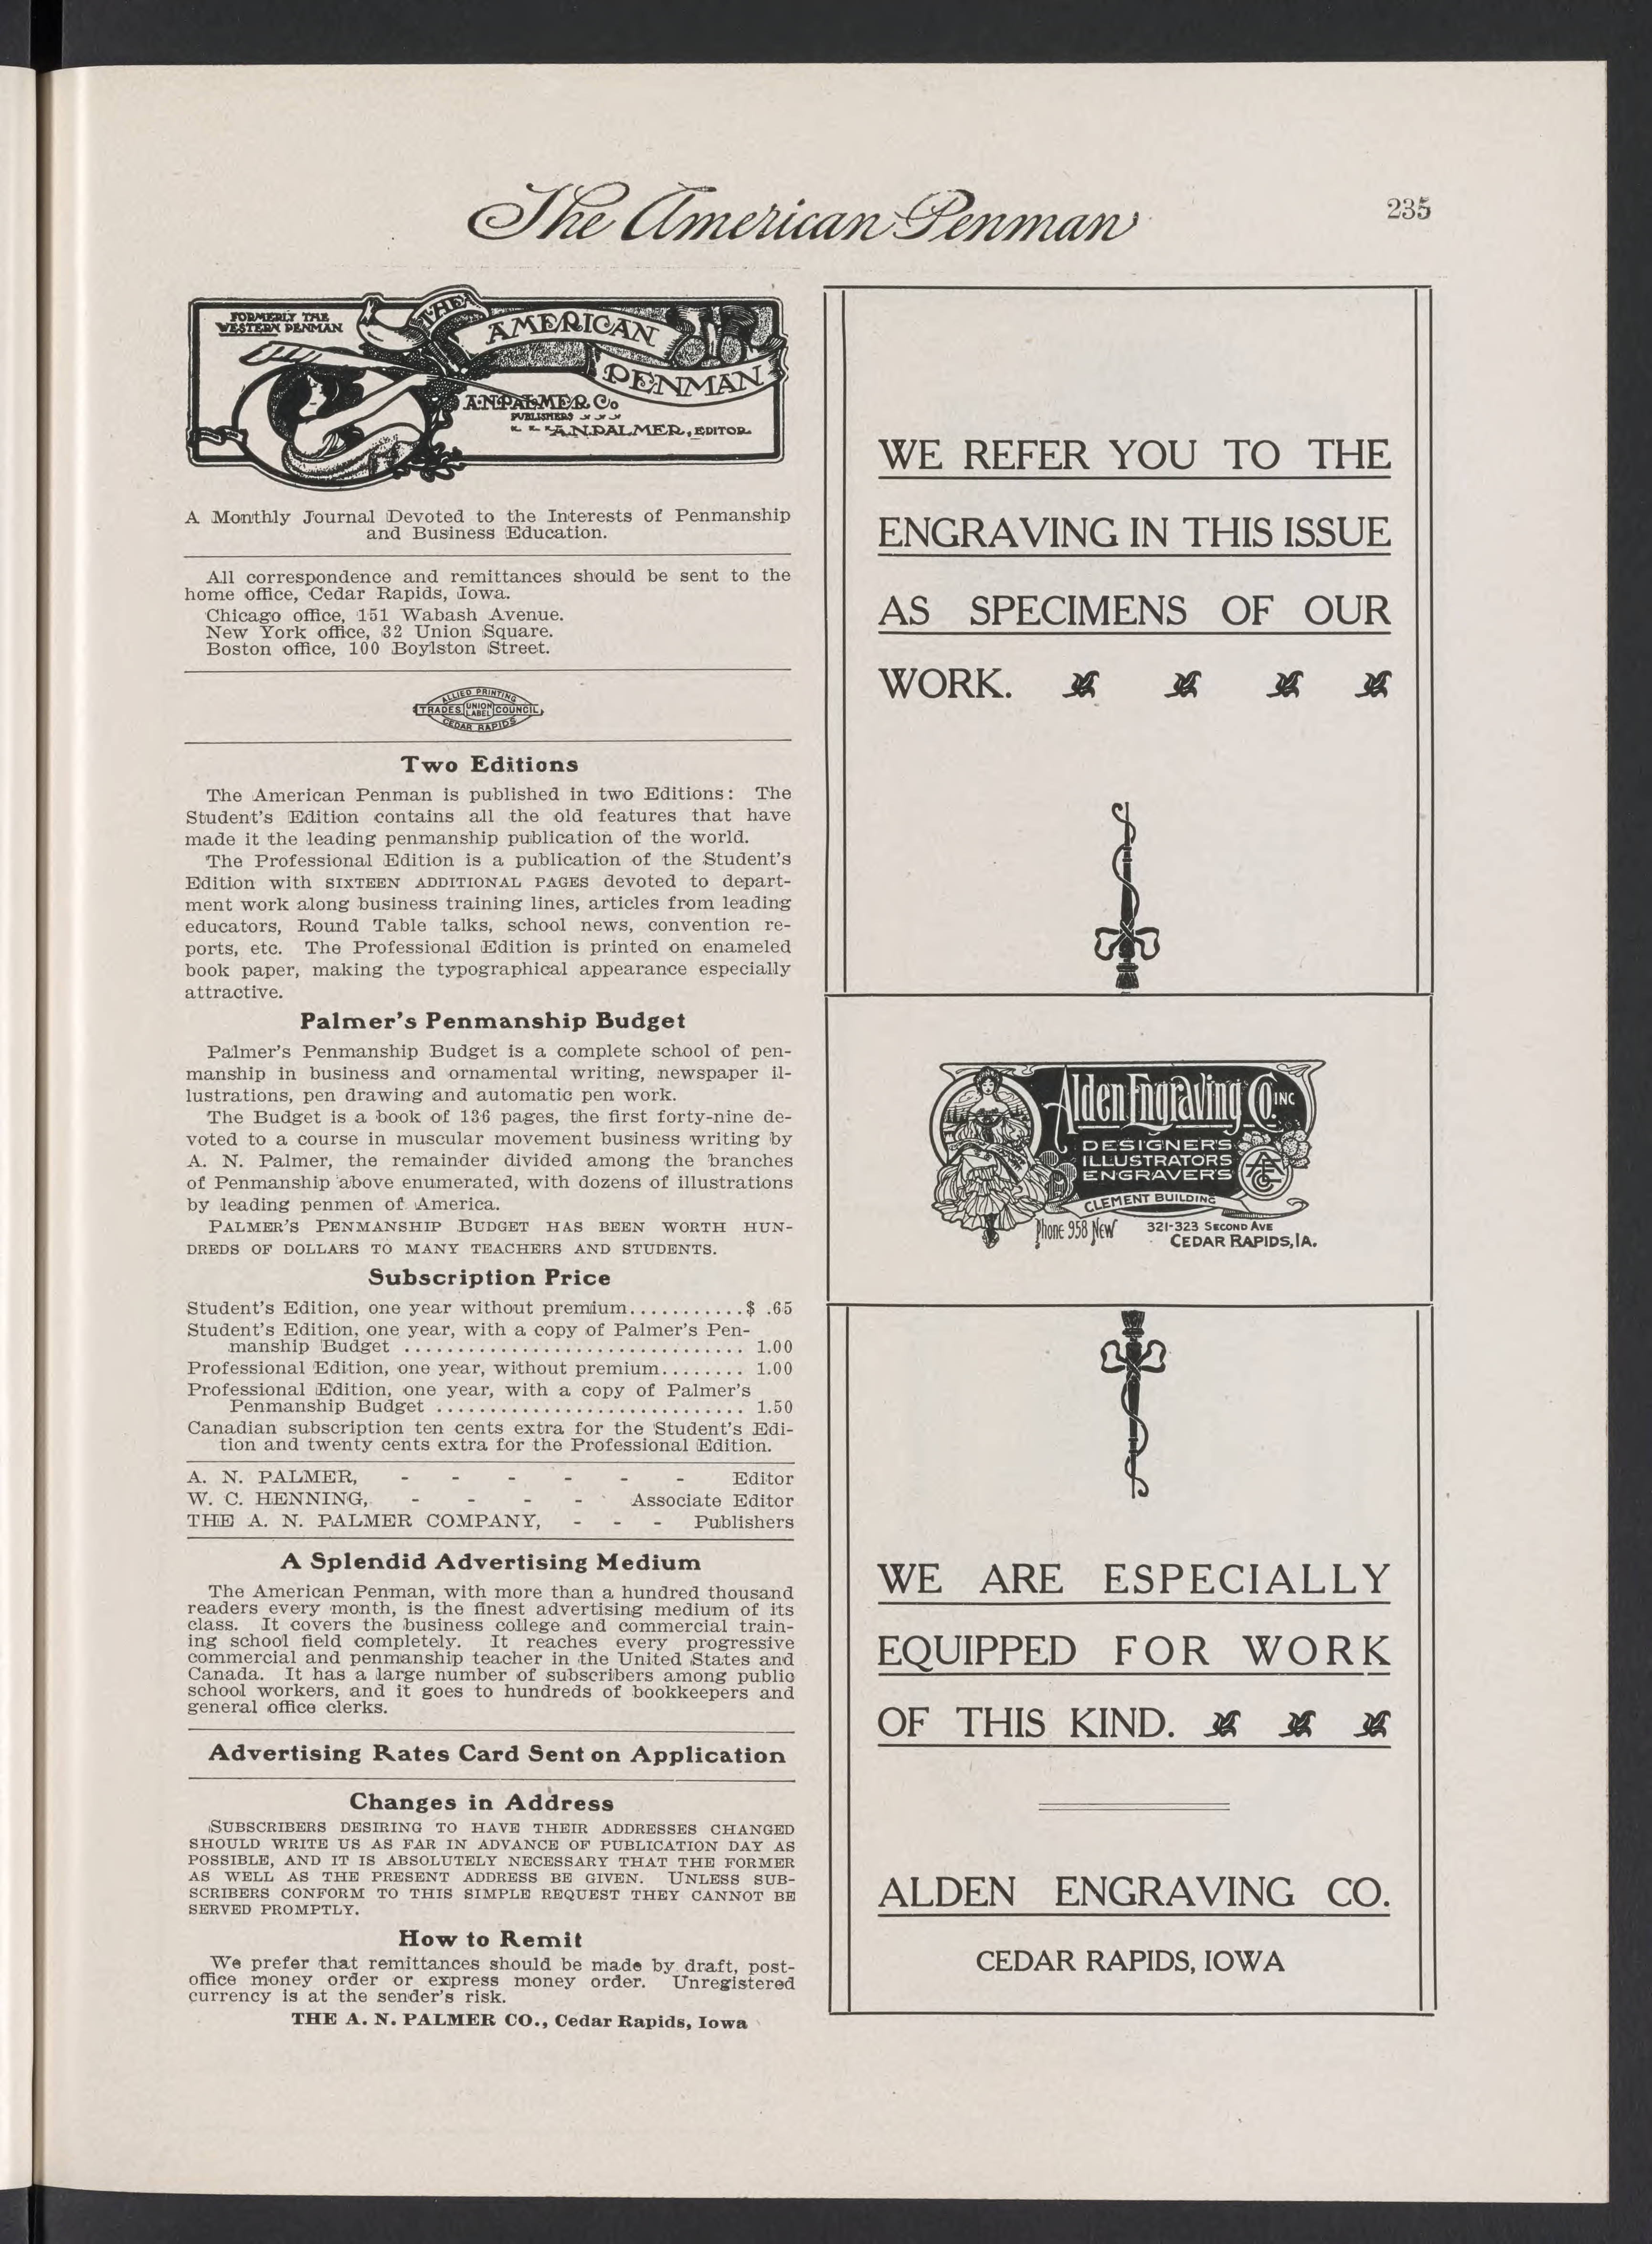 The American Penman
235
FORMERLY THE
WESTERN PENMAN
THE
AMERICAN
PENMAN
A.N. PALMER Co
PUBLISHERS
A.N. PALMER, EDITOR.
A Monthly Journal Devoted to the Interests of Penmanship
and Business Education.
All correspondence and remittances should be sent to the
home office, Cedar Rapids, Iowa.
Chicago office, 151 Wabash Avenue.
New York office, 32 Union Square.
Boston office, 100 Boylston Street.
ALLIED PRINTING
TRADES UNION LABEL COUNCIL
CEDAR RAPIDS
Two Editions
The American Penman is published in two Editions: The
Student's Edition contains all the old features that have
made it the leading penmanship publication of the world.
The Professional Edition is a publication of the Student's
Edition with SIXTEEN ADDITIONAL PAGES devoted to depart-
ment work along business training lines, articles from leading
educators, Round Table talks, school news, convention re-
ports, etc. The Professional Edition is printed on enameled
book paper, making the typographical appearance especially
attractive.
Palmer's Penmanship Budget
Palmer's Penmanship Budget is a complete school of pen-
manship in business and ornamental writing, newspaper il-
lustrations, pen drawing and automatic pen work.
The Budget is a book of 136 pages, the first forty-nine de-
voted to a course in muscular movement business writing by
A. N. Palmer, the remainder divided among the branches
of Penmanship above enumerated, with dozens of illustrations
by leading penmen of America.
PALMER'S PENMANSHIP BUDGET HAS BEEN WORTH HUN-
DREDS OF DOLLARS TO MANY TEACHERS AND STUDENTS.
Subscription Price
Student's Edition, one year without premium...........$ .65
Student's Edition, one year, with a copy of Palmer's Pen-
manship Budget ................................ 1.00
Professional Edition, one year, without premium........ 1.00
Professional Edition, one year, with a copy of Palmer's
Penmanship Budget ............................. 1.50
Canadian subscription ten cents extra for the Student's Edi-
tion and twenty cents extra for the Professional Edition.
A. N. PALMER, - - - - - - Editor
W. C. HENNING, - - - - Associate Editor
THE A. N. PALMER COMPANY, - - - Publishers
A Splendid Advertising Medium
The American Penman, with more than a hundred thousand
readers every month, is the finest advertising medium of its
class. It covers the business college and commercial train-
ing school field completely. It reaches every progressive
commercial and penmanship teacher in the United States and
Canada. It has a large number of subscribers among public
school workers, and it goes to hundreds of bookkeepers and
general office clerks.
Advertising Rates Card Sent on Application
Changes in Address
SUBSCRIBERS DESIRING TO HAVE THEIR ADDRESSES CHANGED
SHOULD WRITE US AS FAR IN ADVANCE OF PUBLICATION DAY AS
POSSIBLE, AND IT IS ABSOLUTELY NECESSARY THAT THE FORMER
AS WELL AS THE PRESENT ADDRESS BE GIVEN. UNLESS SUB-
SCRIBERS CONFORM TO THIS SIMPLE REQUEST THEY CANNOT BE
SERVED PROMPTLY.
How to Remit
We prefer that remittances should be made by draft, post-
office money order or express money order. Unregistered
currency is at the sender's risk.
THE A. N. PALMER CO., Cedar Rapids, Iowa
WE REFER YOU TO THE
ENGRAVING IN THIS ISSUE
AS SPECIMENS OF OUR
WORK.
Alden Engraving Co. INC
DESIGNERS
ILLUSTRATORS
ENGRAVERS
CLEMENT BUILDING
Phone 958 New
321-323 SECOND AVE
CEDAR RAPIDS, IA.
WE ARE ESPECIALLY
EQUIPPED FOR WORK
OF THIS KIND.
ALDEN ENGRAVING CO.
CEDAR RAPIDS, IOWA